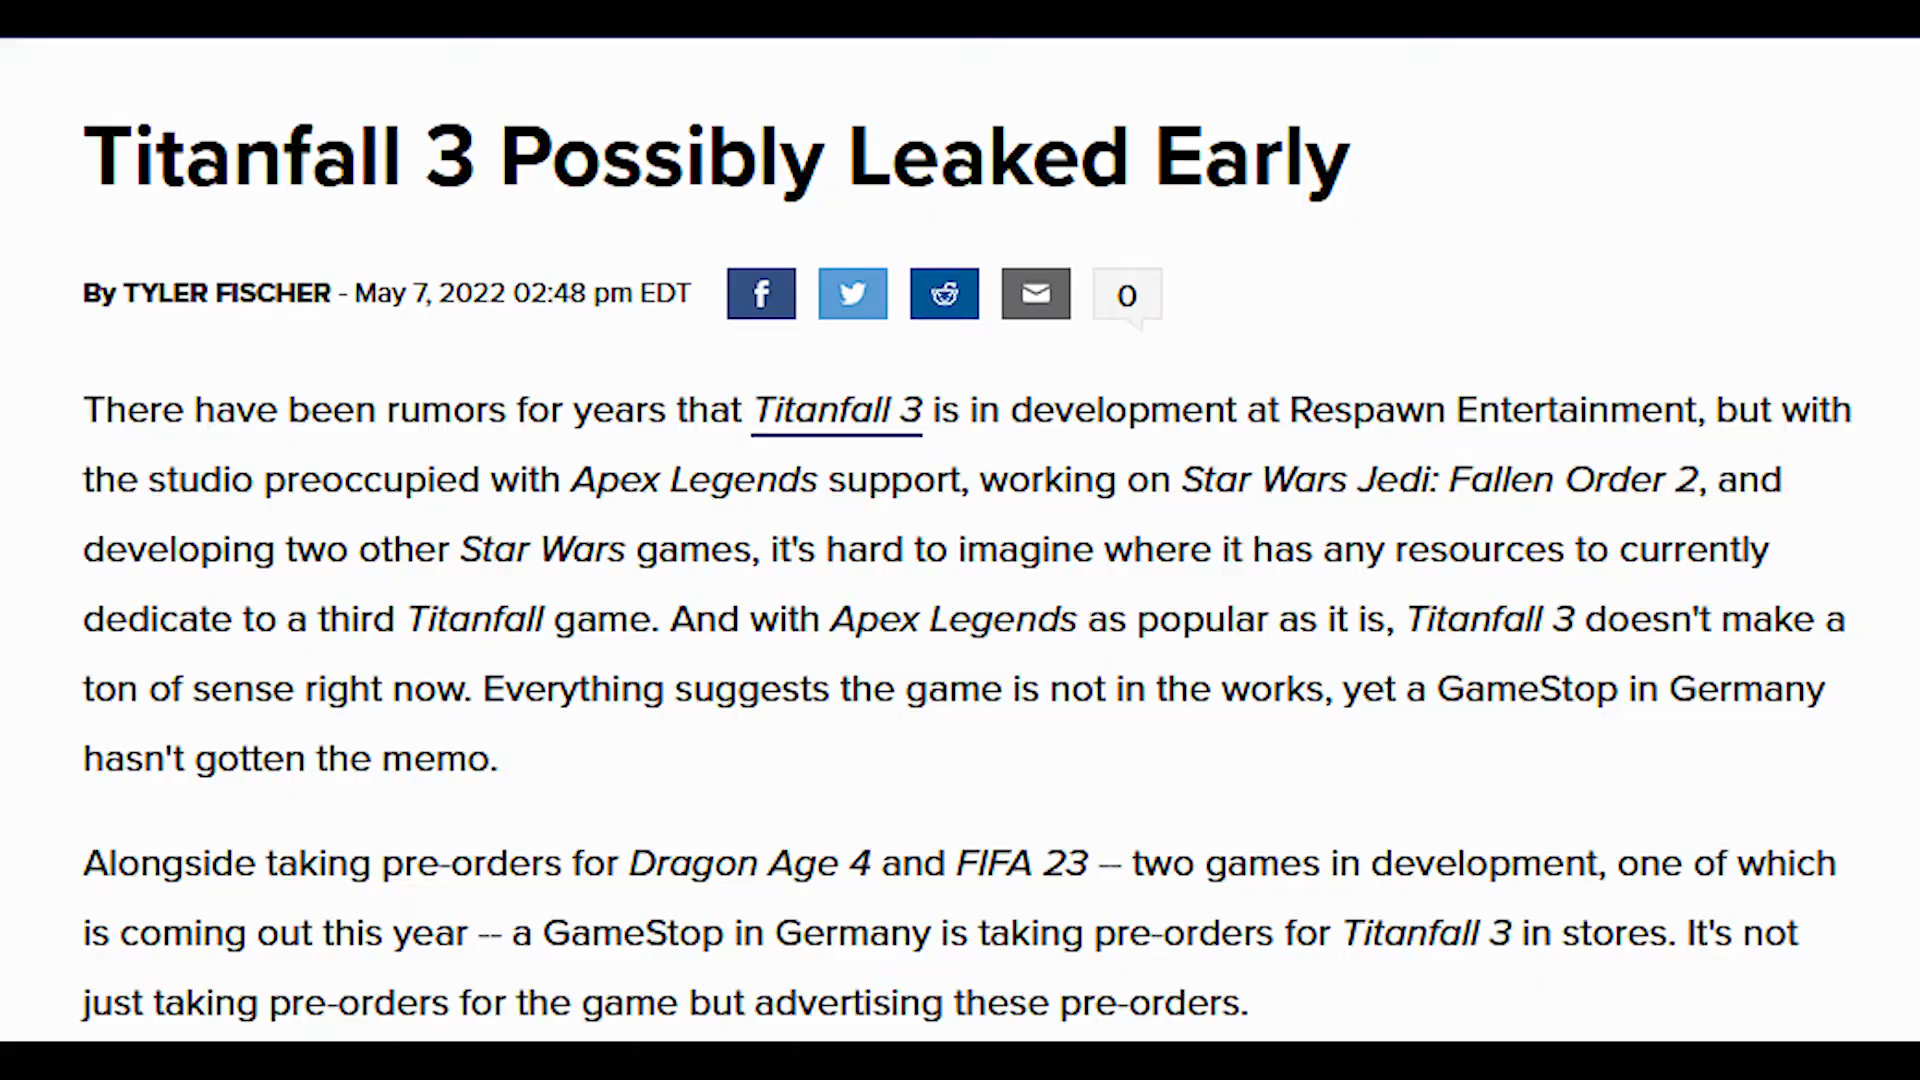 Titanfall 3 Possibly Leaked Early
By TYLER FISCHER - May 7, 2022 02:48 pm EDT
f
0
There have been rumors for years that Titanfall 3 is in development at Respawn Entertainment, but with
the studio preoccupied with Apex Legends support, working on Star Wars Jedi: Fallen Order 2, and
developing two other Star Wars games, it's hard to imagine where it has any resources to currently
dedicate to a third Titanfall game. And with Apex Legends as popular as it is, Titanfall 3 doesn't make a
ton of sense right now. Everything suggests the game is not in the works, yet a GameStop in Germany
hasn't gotten the memo.
Alongside taking pre-orders for Dragon Age 4 and FIFA 23 -- two games in development, one of which
is coming out this year -- a GameStop in Germany is taking pre-orders for Titanfall 3 in stores. It's not
just taking pre-orders for the game but advertising these pre-orders.